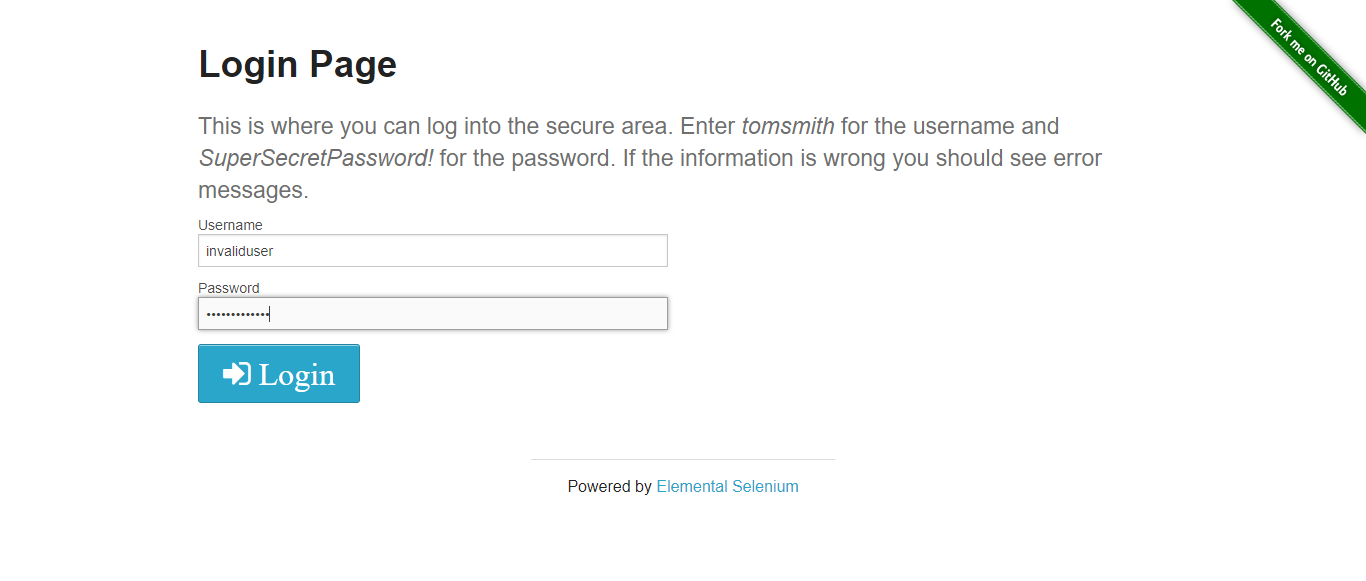 Fork me on GitHub
Login Page
This is where you can log into the secure area. Enter tomsmith for the username and
SuperSecretPassword! for the password. If the information is wrong you should see error
messages.
Username
invaliduser
Password
•••••••••••••
Login
Powered by Elemental Selenium